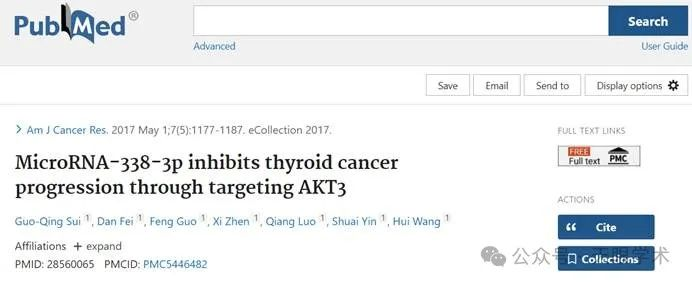 PubMed®
Search
Advanced
User Guide
Save
Email
Send to
Display options
Am J Cancer Res. 2017 May 1;7(5):1177-1187. eCollection 2017.
MicroRNA-338-3p inhibits thyroid cancer
progression through targeting AKT3
Guo-Qing Sui 1, Dan Fei 1, Feng Guo 1, Xi Zhen 1, Qiang Luo 1, Shuai Yin 1, Hui Wang 1
Affiliations + expand
PMID: 28560065 PMCID: PMC5446482
FULL TEXT LINKS
FREE
Full text PMC
ACTIONS
Cite
Collections
公众号
学术